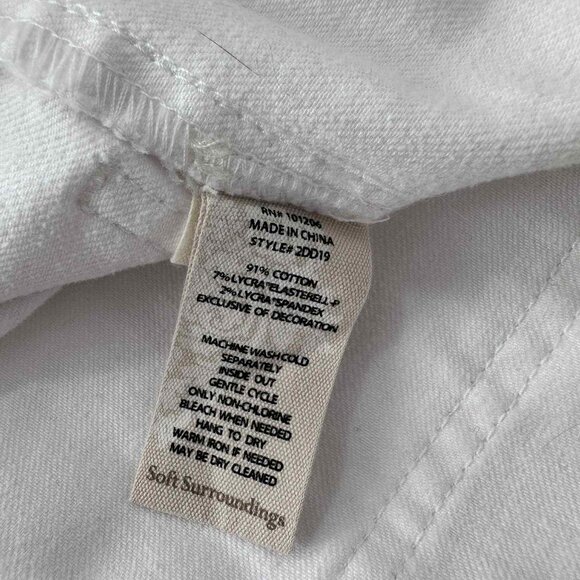 RN# 101206
MADE IN CHINA
STYLE# 2DD19
91% COTTON
7% LYCRA®ELASTERELL-P
2% LYCRA®SPANDEX
EXCLUSIVE OF DECORATION
MACHINE WASH COLD
SEPARATELY
INSIDE OUT
GENTLE CYCLE
ONLY NON-CHLORINE
BLEACH WHEN NEEDED
HANG TO DRY
WARM IRON IF NEEDED
MAY BE DRY CLEANED
Soft Surroundings